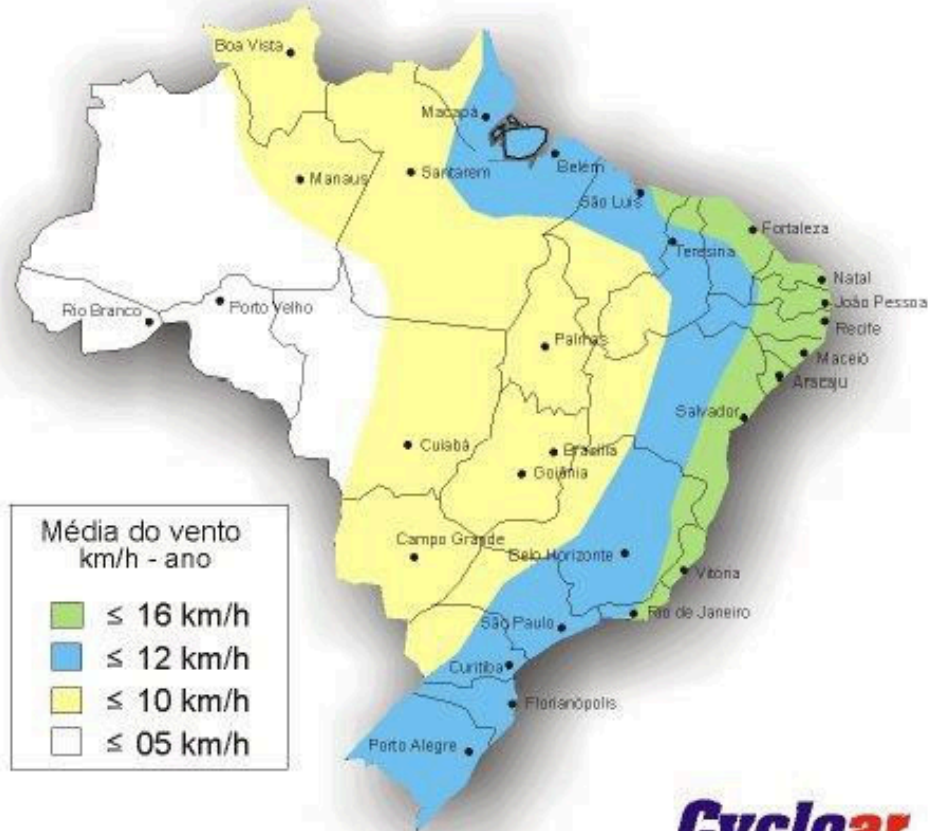 Boa Vista
Macapá
Manaus
Santarem
Belém
São Luis
Fortaleza
Teresina
Natal
João Pessoa
Rio Branco
Porto Velho
Recife
Palmas
Maceió
Aracaju
Salvador
Cuiabá
Brasília
Goiânia
Média do vento
km/h - ano
Campo Grande
Belo Horizonte
Vitória
≤ 16 km/h
Rio de Janeiro
São Paulo
≤ 12 km/h
Curitiba
≤ 10 km/h
Florianópolis
≤ 05 km/h
Porto Alegre
Cyclear